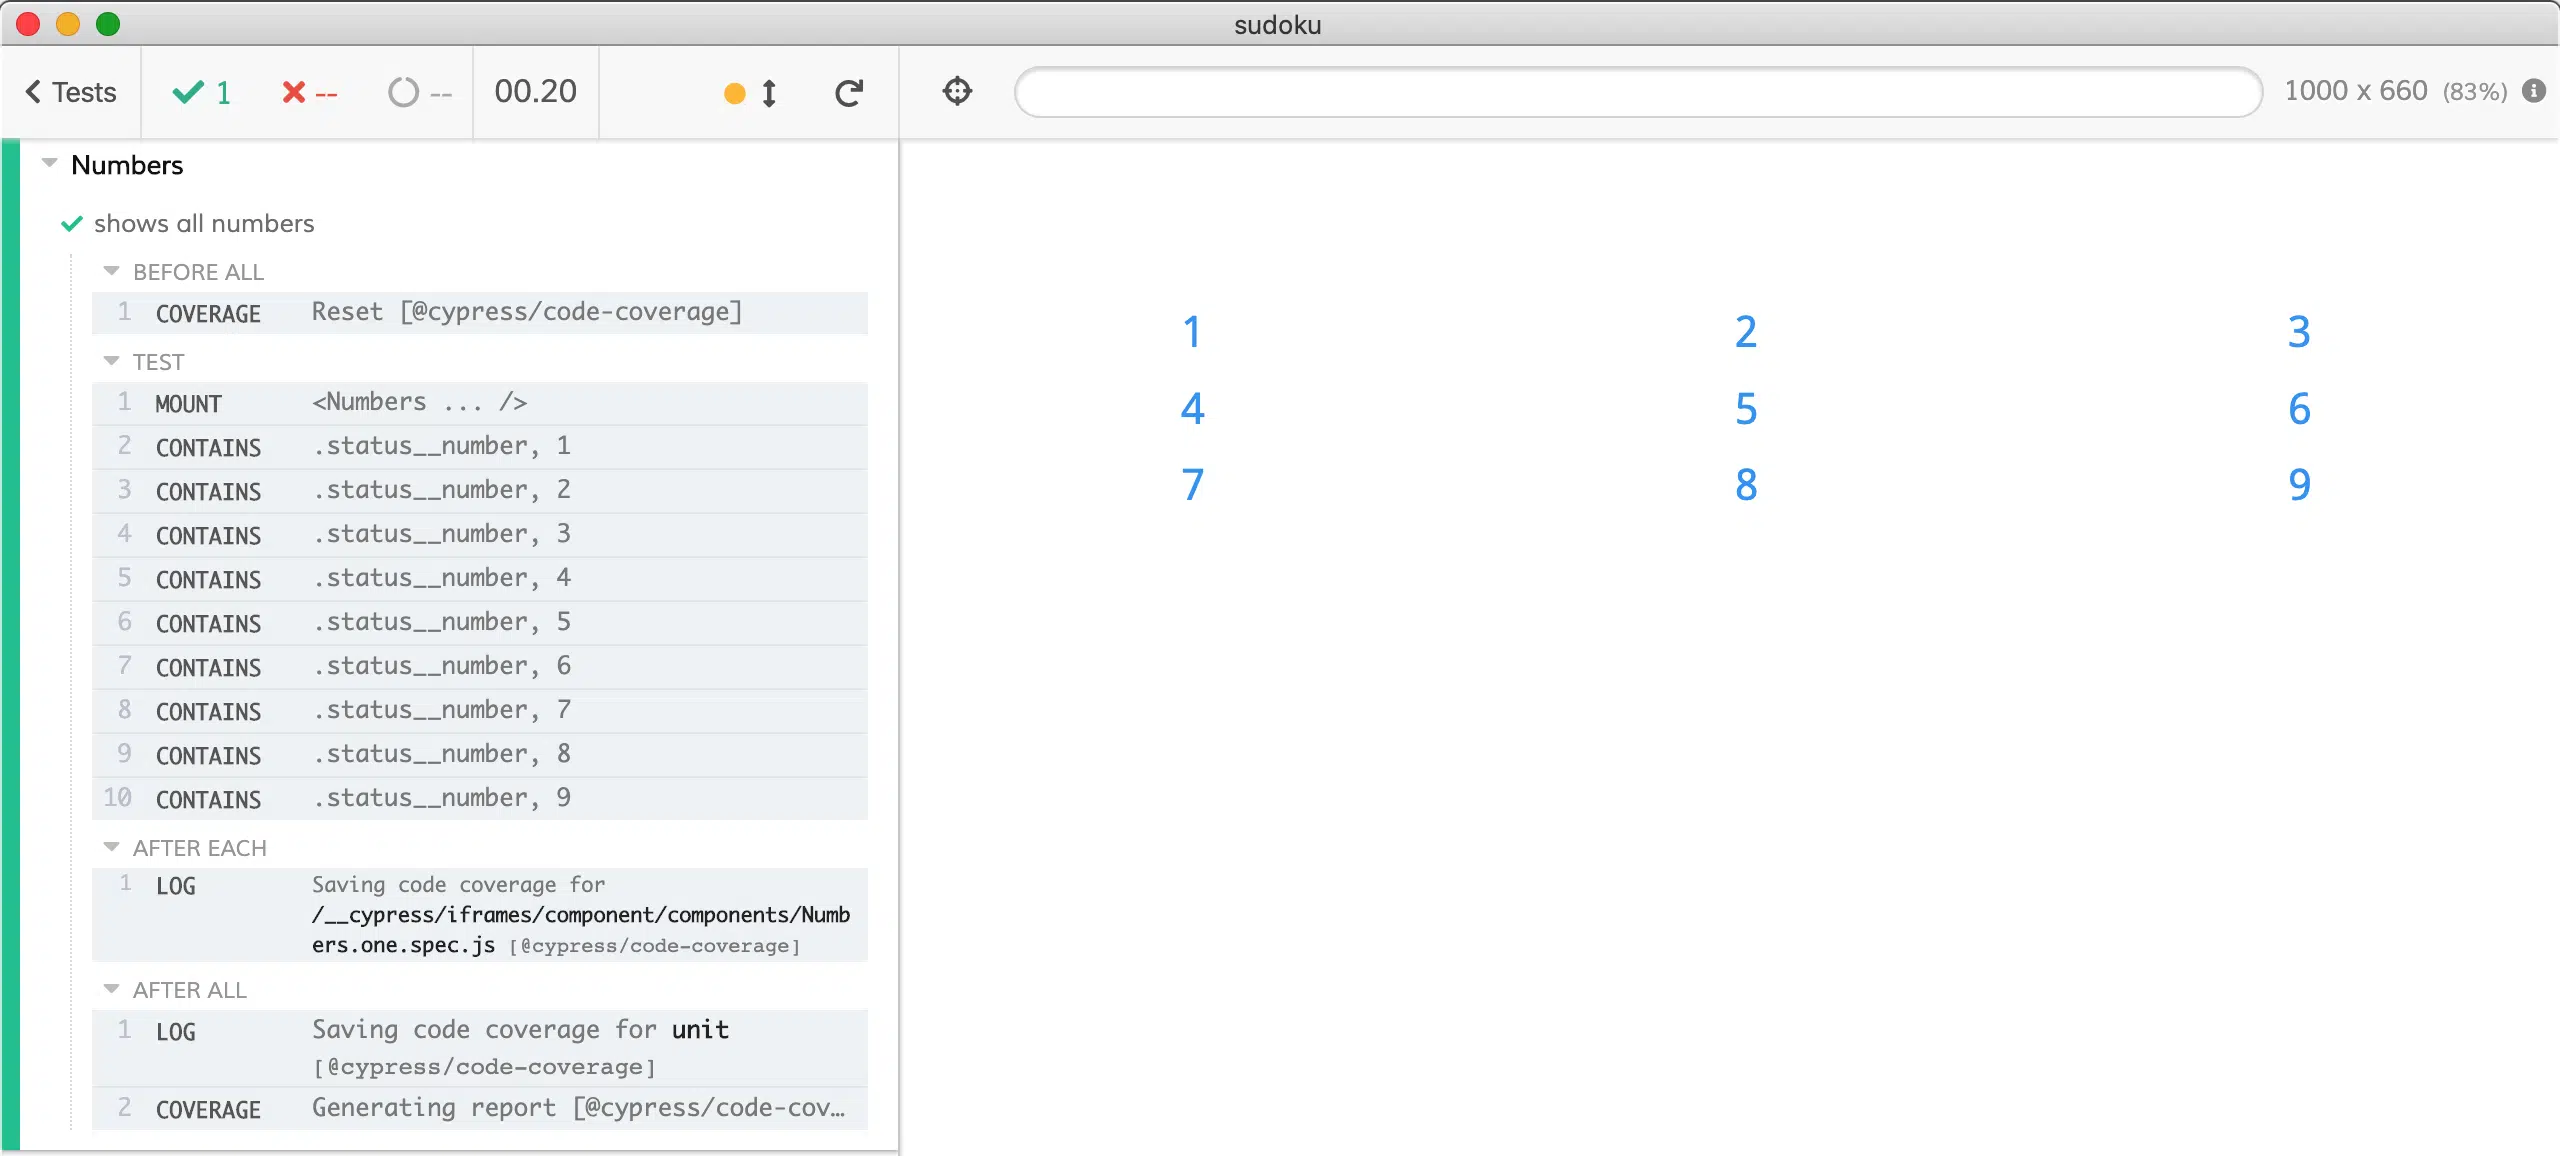 sudoku
Tests 1 -- -- 00.20 1000 x 660 (83%)
Numbers
shows all numbers
BEFORE ALL
1 COVERAGE Reset [@cypress/code-coverage]
TEST
1 MOUNT <Numbers ... />
2 CONTAINS .status__number, 1
3 CONTAINS .status__number, 2
4 CONTAINS .status__number, 3
5 CONTAINS .status__number, 4
6 CONTAINS .status__number, 5
7 CONTAINS .status__number, 6
8 CONTAINS .status__number, 7
9 CONTAINS .status__number, 8
10 CONTAINS .status__number, 9
AFTER EACH
1 LOG Saving code coverage for
/__cypress/iframes/component/components/Numb
ers.one.spec.js [@cypress/code-coverage]
AFTER ALL
1 LOG Saving code coverage for unit
[@cypress/code-coverage]
2 COVERAGE Generating report [@cypress/code-cov…
1 2 3
4 5 6
7 8 9